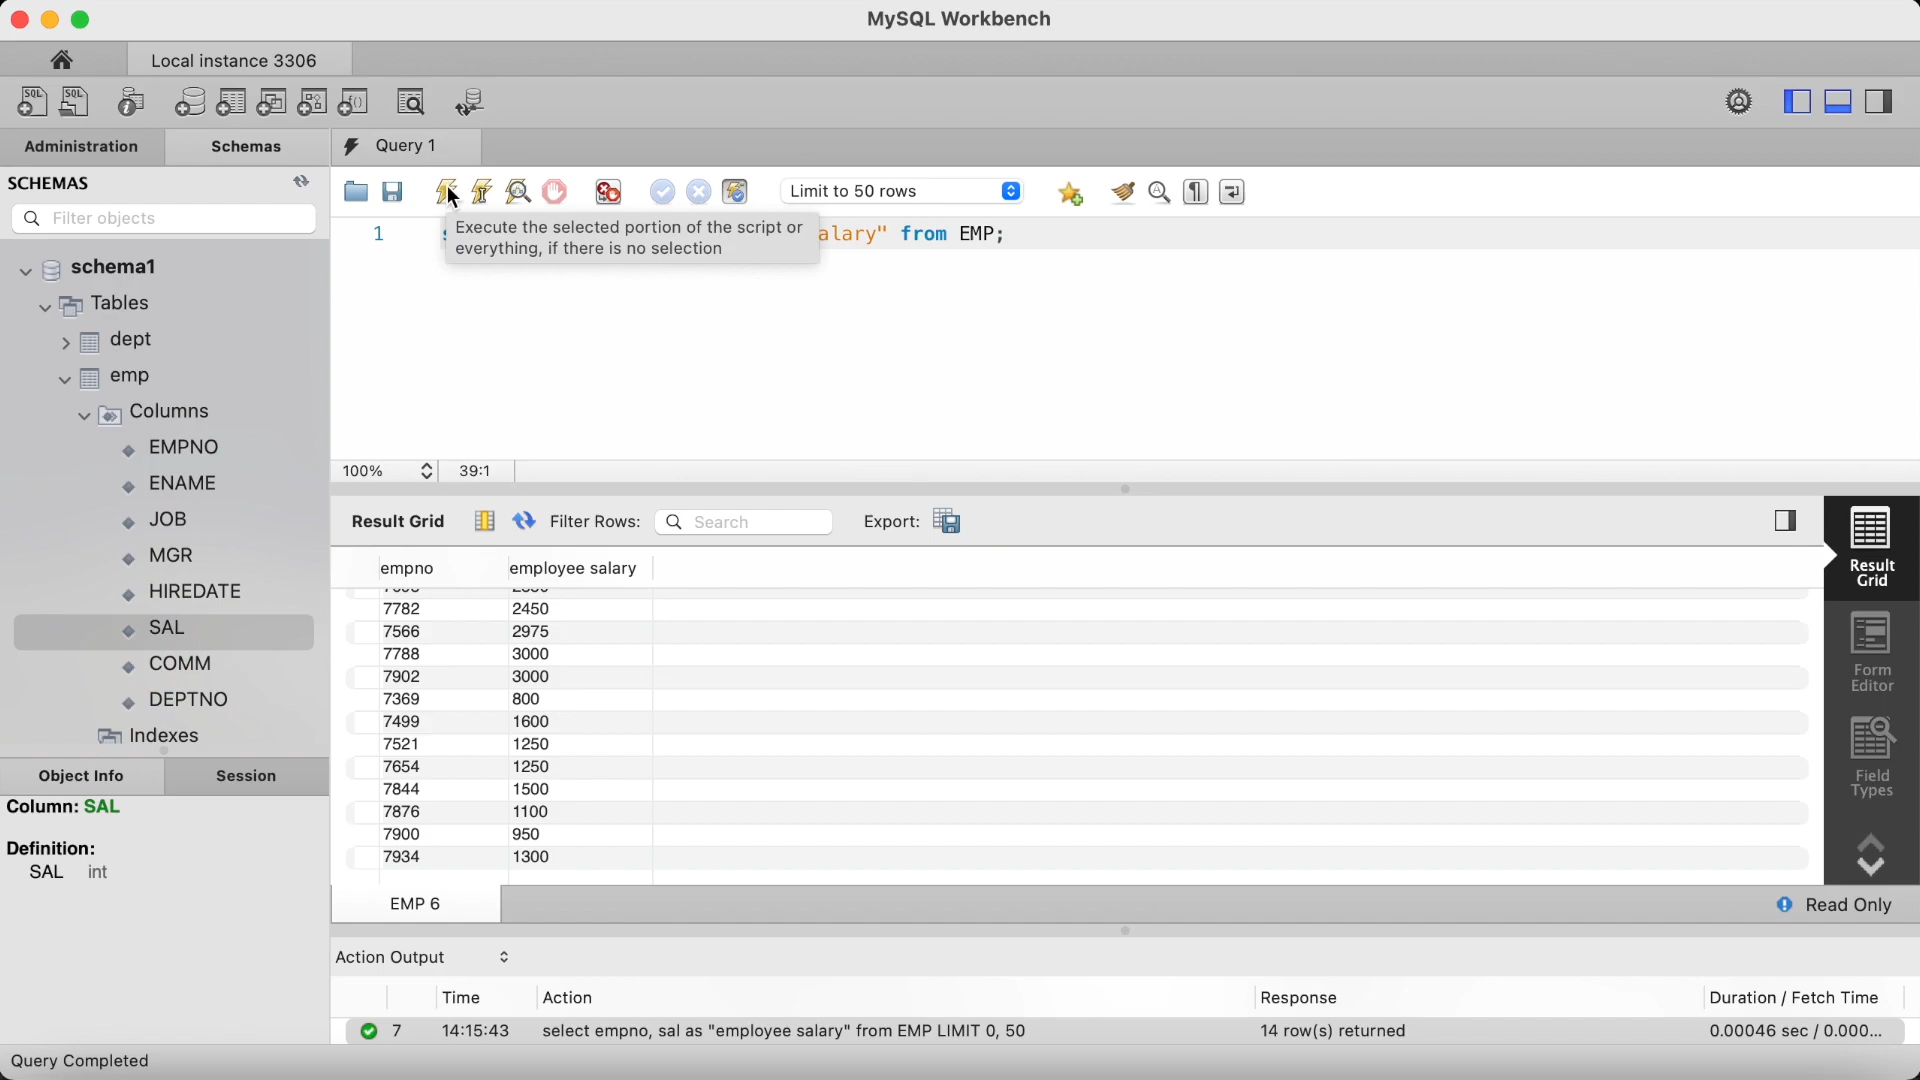 MySQL Workbench
Local instance 3306
SQL SQL
Administration Schemas
Query 1
SCHEMAS
Filter objects
Limit to 50 rows
1 alary" from EMP;
Execute the selected portion of the script or
everything, if there is no selection
schema1
Tables
dept
emp
Columns
EMPNO
ENAME
JOB
MGR
HIREDATE
SAL
COMM
DEPTNO
Indexes
100% 39:1
Result Grid Filter Rows: Search Export:
empno employee salary
7782 2450
7566 2975
7788 3000
7902 3000
7369 800
7499 1600
7521 1250
7654 1250
7844 1500
7876 1100
7900 950
7934 1300
Result
Grid
Form
Editor
Field
Types
Object Info Session
Column: SAL
Definition:
SAL int
EMP 6 Read Only
Action Output
Time Action Response Duration / Fetch Time
7 14:15:43 select empno, sal as "employee salary" from EMP LIMIT 0, 50 14 row(s) returned 0.00046 sec / 0.000...
Query Completed